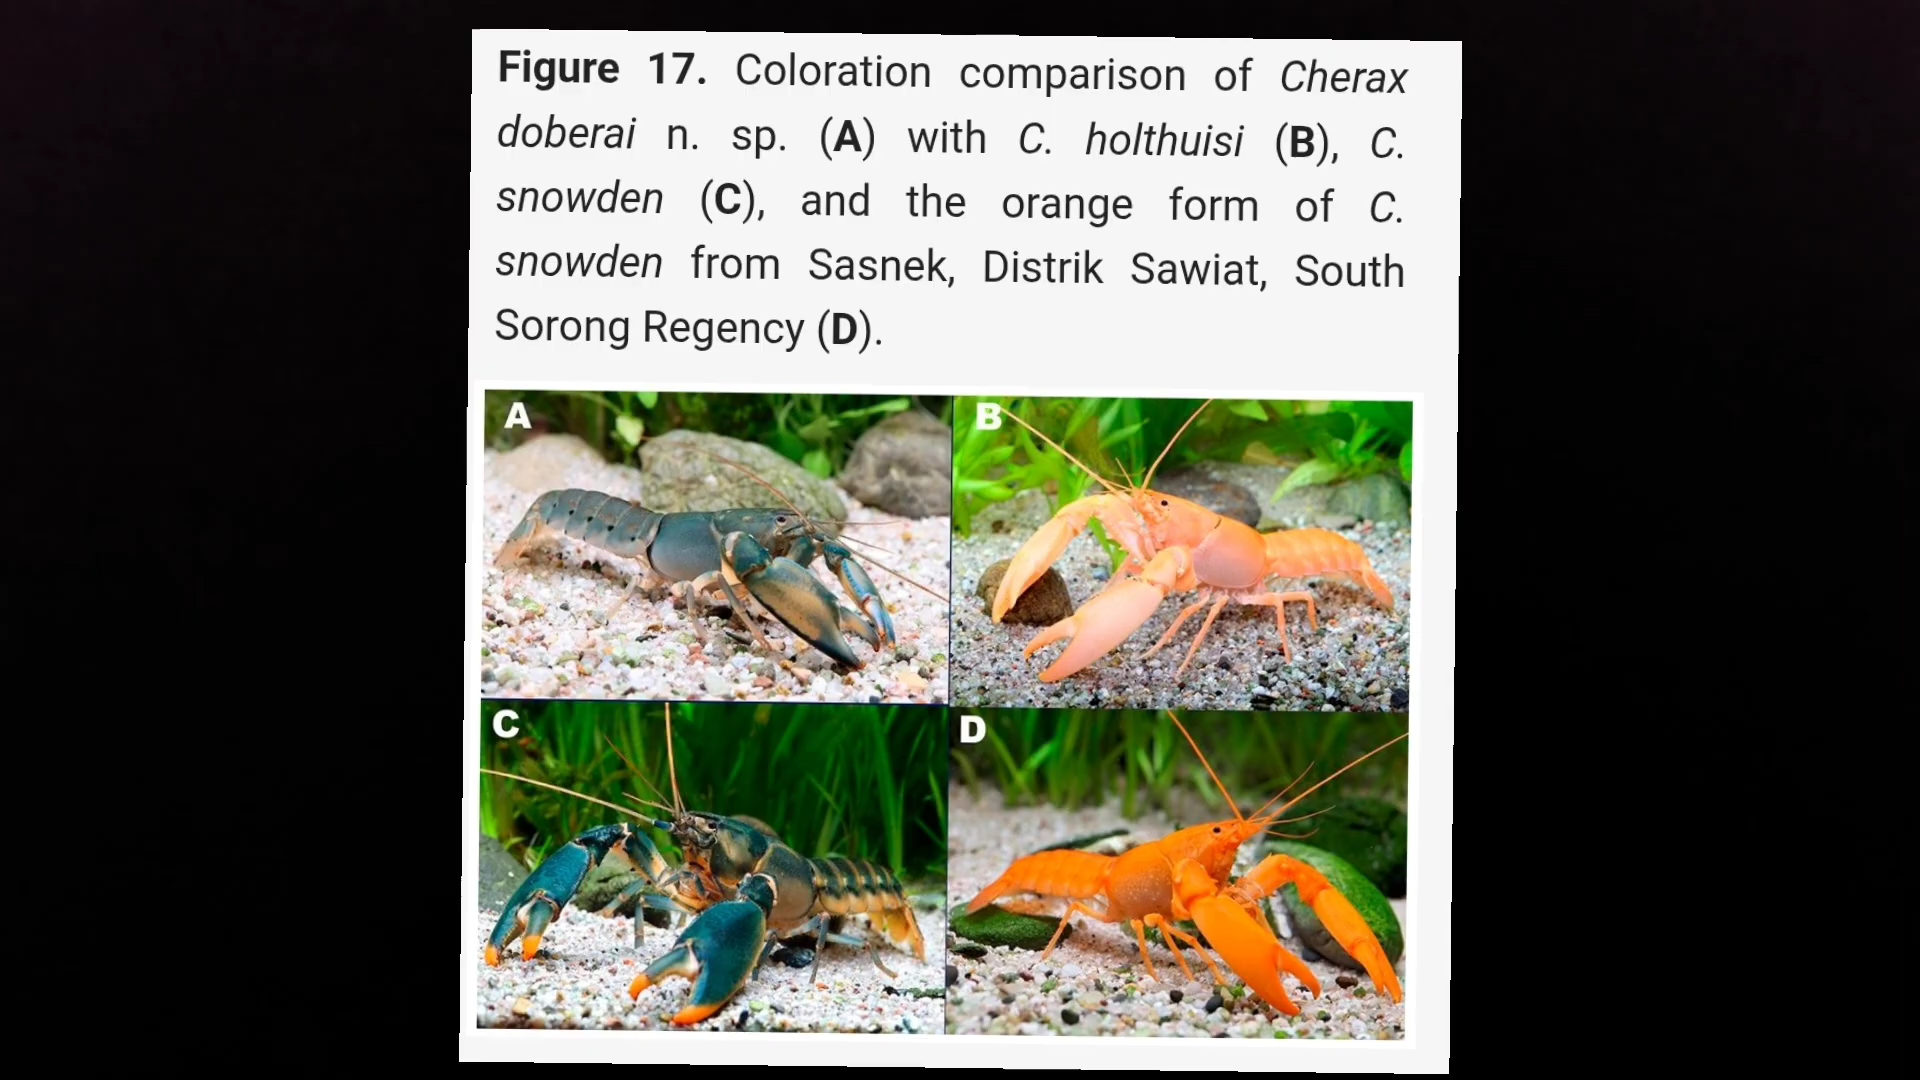 Figure 17. Coloration comparison of Cherax
doberai n. sp. (A) with C. holthuisi (B), C.
snowden (C), and the orange form of C.
snowden from Sasnek, Distrik Sawiat, South
Sorong Regency (D).
A
B
C
D